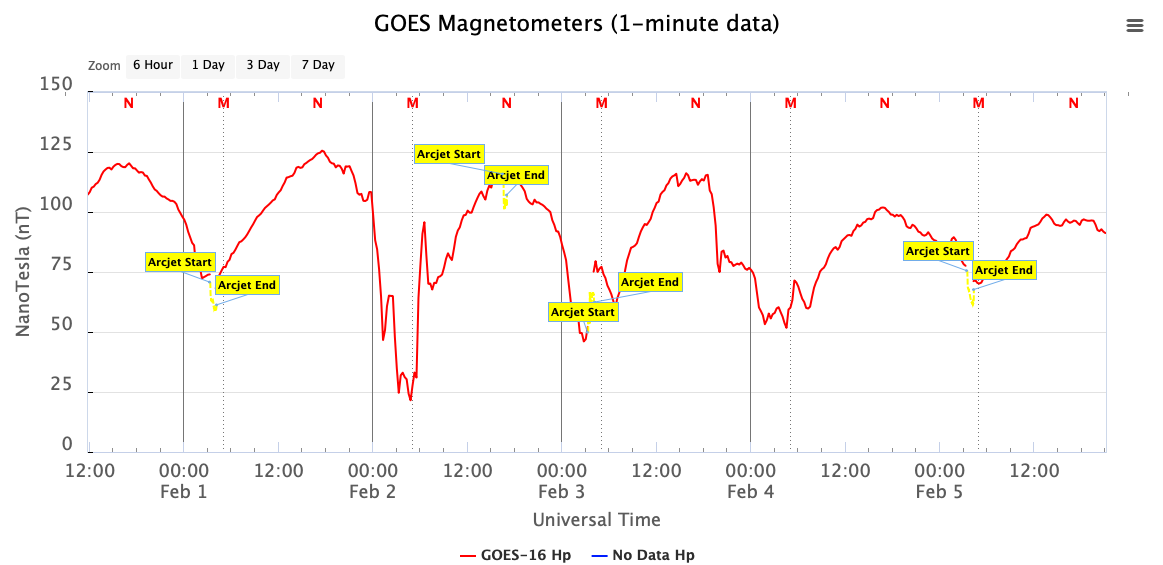 GOES Magnetometers (1-minute data)
Zoom 6 Hour 1 Day 3 Day 7 Day
150
N M N M N M N M N M N
125
Arcjet Start
Arcjet End
100
Arcjet Start
Arcjet End
Arcjet Start
Arcjet End
75
Arcjet End
Arcjet Start
50
25
0
NanoTesla (nT)
12:00 00:00 12:00 00:00 12:00 00:00 12:00 00:00 12:00 00:00 12:00
Feb 1 Feb 2 Feb 3 Feb 4 Feb 5
Universal Time
GOES-16 Hp No Data Hp